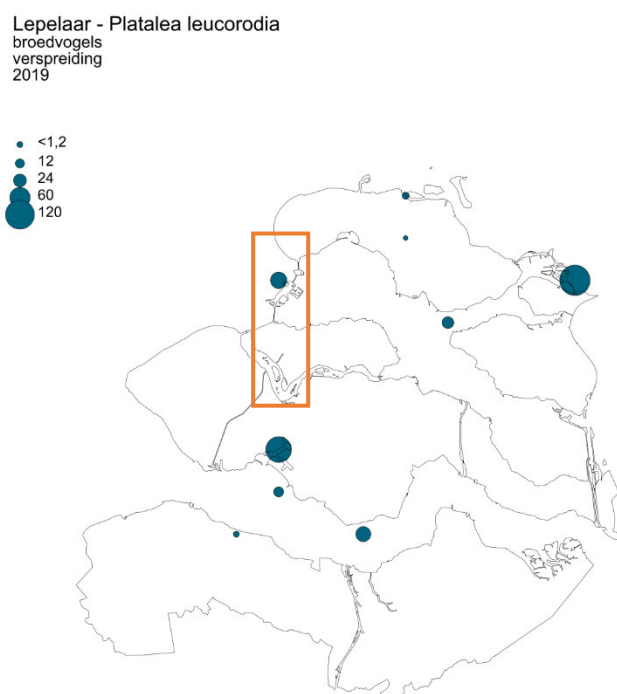 Lepelaar - Platalea leucorodia
broedvogels
verspreiding
2019
<1,2
12
24
60
120